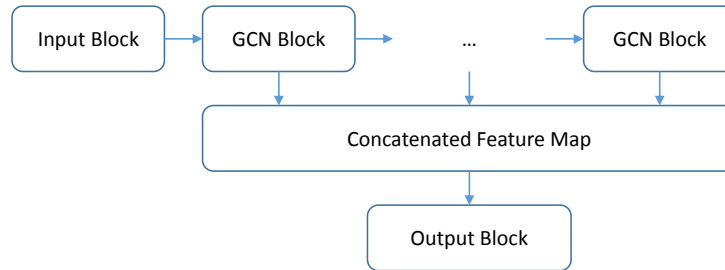 Input Block
GCN Block
...
GCN Block
Concatenated Feature Map
Output Block